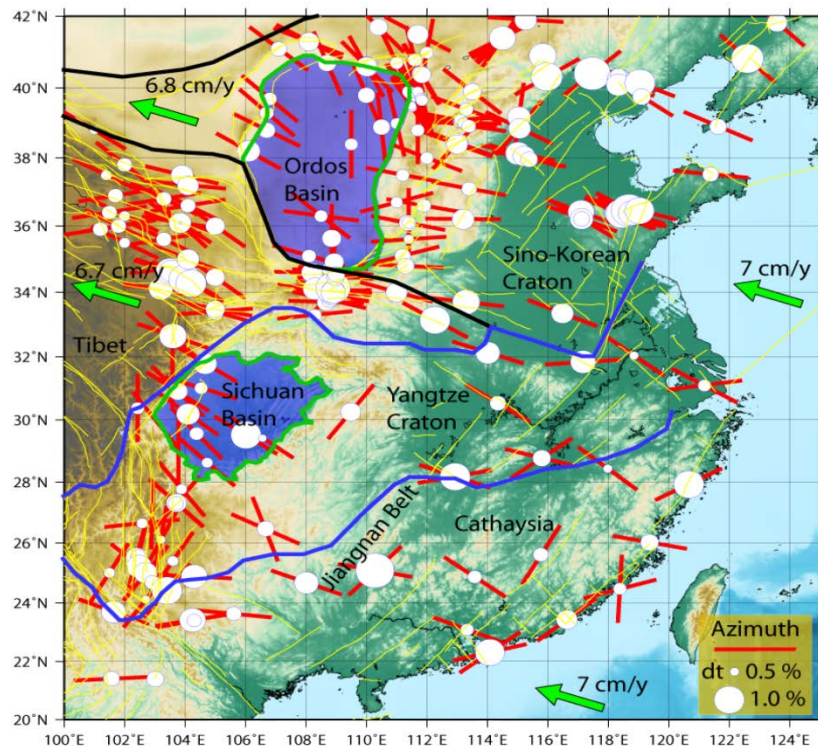 42°N
40°N
38°N
36°N
34°N
32°N
30°N
28°N
26°N
24°N
22°N
20°N
6.8 cm/y
Ordos
Basin
Sino-Korean
Craton
7 cm/y
6.7 cm/y
Tibet
Sichuan
Basin
Yangtze
Craton
Jiangnan Belt
Cathaysia
7 cm/y
Azimuth
dt 0.5 %
1.0 %
100°E 102°E 104°E 106°E 108°E 110°E 112°E 114°E 116°E 118°E 120°E 122°E 124°E